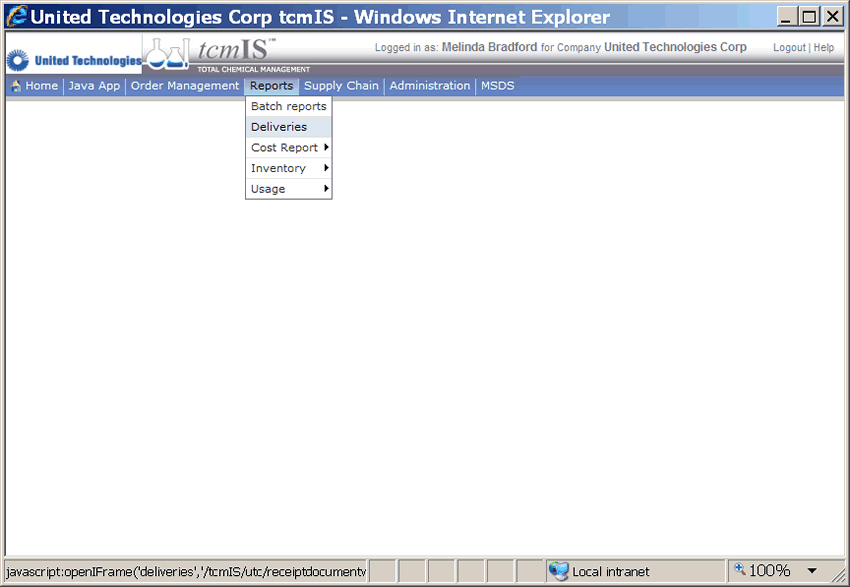 United Technologies Corp tcmIS - Windows Internet Explorer
United Technologies tcmIS™ Logged in as: Melinda Bradford for Company United Technologies Corp Logout | Help
TOTAL CHEMICAL MANAGEMENT
Home Java App Order Management Reports Supply Chain Administration MSDS
Batch reports
Deliveries
Cost Report
Inventory
Usage
javascript:openIFrame('deliveries','/tcmIS/utc/receiptdocumentv Local intranet 100%